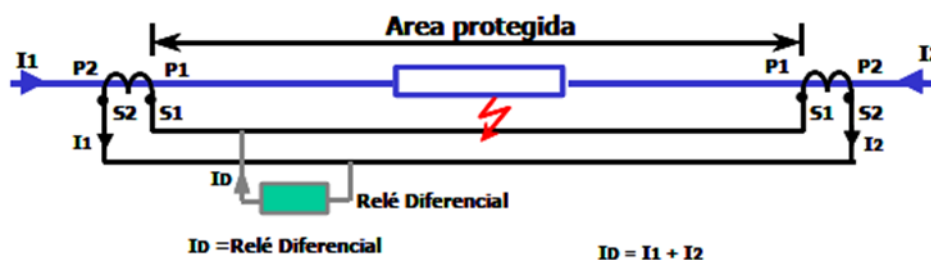 Area protegida
I1
P2
P1
P1
P2
I2
S2
S1
S1
S2
I1
I2
ID
Relé Diferencial
ID =Relé Diferencial
ID = I1 + I2